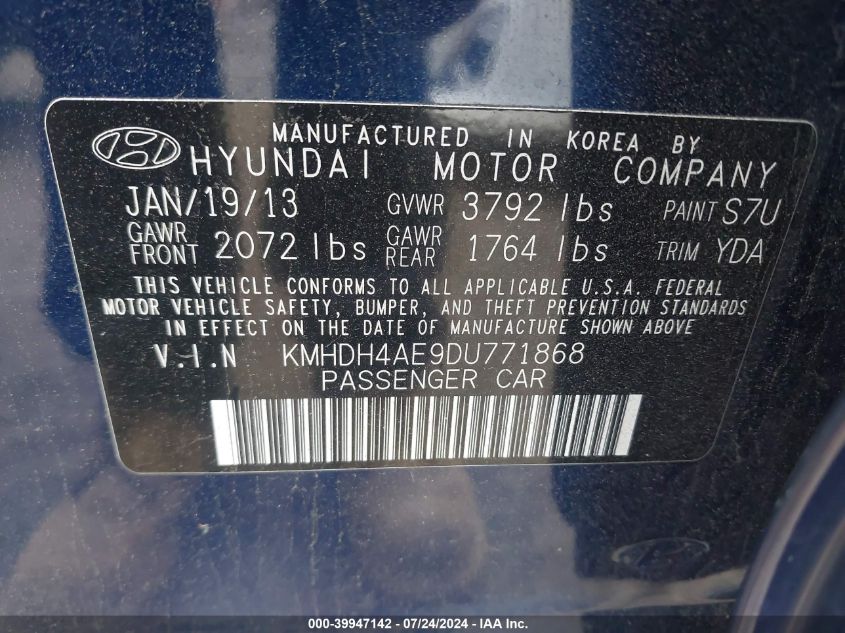 MANUFACTURED IN KOREA BY
HYUNDAI MOTOR COMPANY
JAN/19/13 GVWR 3792 lbs PAINT S7U
GAWR FRONT 2072 lbs GAWR REAR 1764 lbs TRIM YDA
THIS VEHICLE CONFORMS TO ALL APPLICABLE U.S.A. FEDERAL
MOTOR VEHICLE SAFETY, BUMPER, AND THEFT PREVENTION STANDARDS
IN EFFECT ON THE DATE OF MANUFACTURE SHOWN ABOVE
V.I.N KMHDH4AE9DU771868
PASSENGER CAR
000-39947142 - 07/24/2024 - IAA Inc.